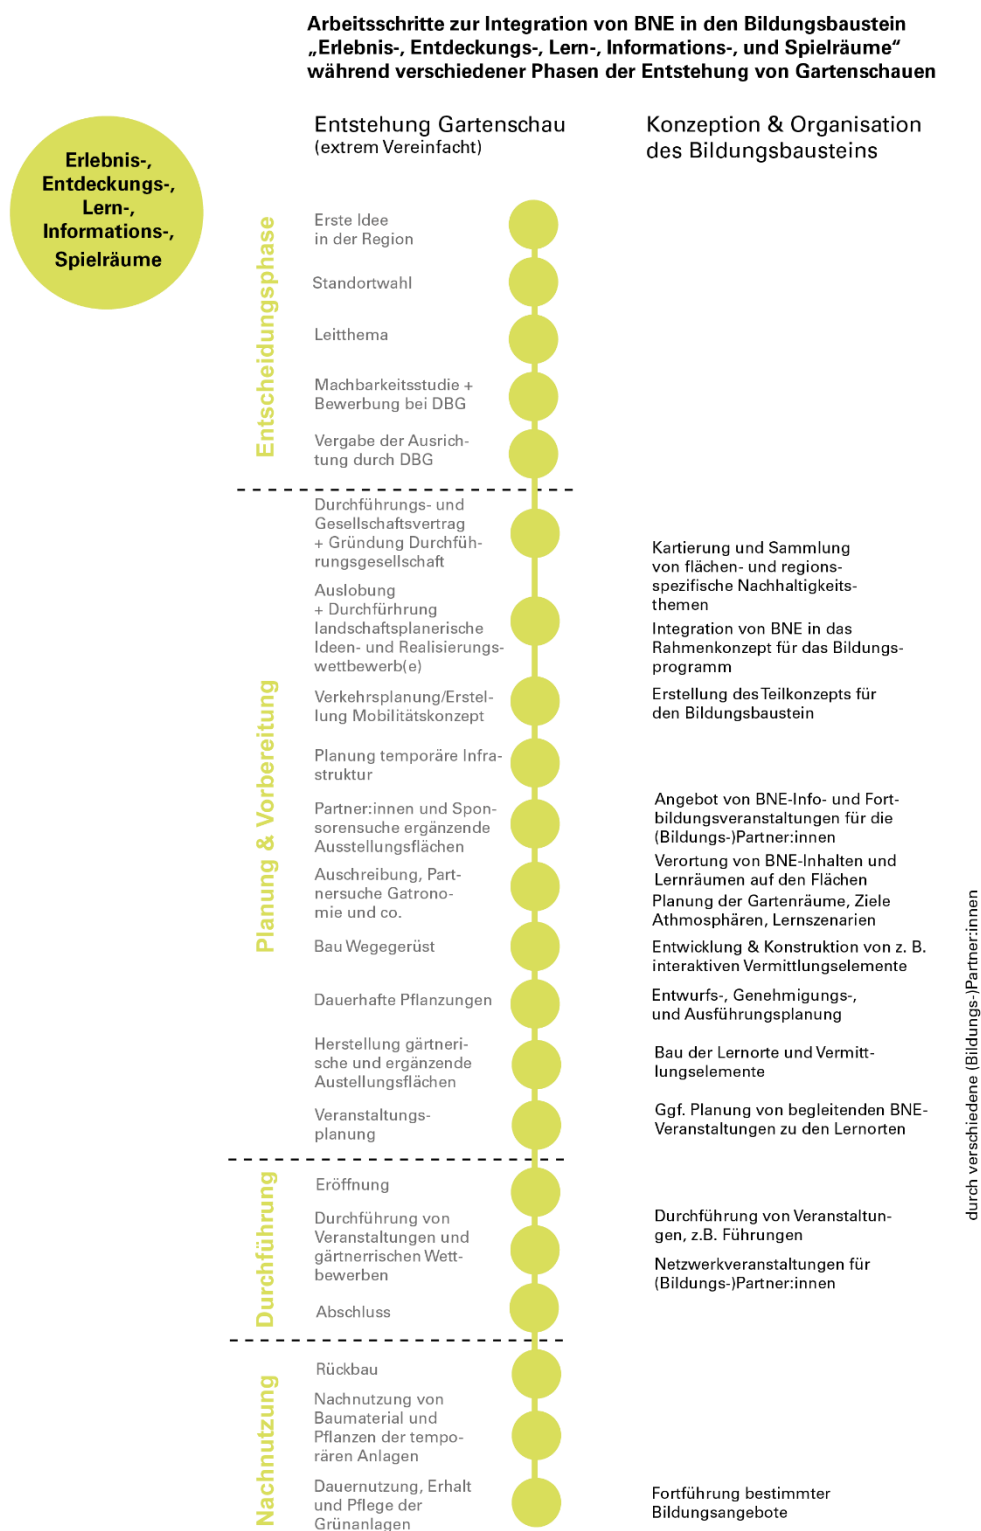 Arbeitsschritte zur Integration von BNE in den Bildungsbaustein
„Erlebnis-, Entdeckungs-, Lern-, Informations-, und Spielräume“
während verschiedener Phasen der Entstehung von Gartenschauen
Erlebnis-,
Entdeckungs-,
Lern-,
Informations-,
Spielräume
Entstehung Gartenschau
(extrem Vereinfacht)
Konzeption & Organisation
des Bildungsbausteins
Entscheidungsphase
Erste Idee
in der Region
Standortwahl
Leitthema
Machbarkeitsstudie +
Bewerbung bei DBG
Vergabe der Ausrich-
tung durch DBG
Planung & Vorbereitung
Durchführungs- und
Gesellschaftsvertrag
+ Gründung Durchfüh-
rungsgesellschaft
Auslobung
+ Durchfürhrung
landschaftsplanerische
Ideen- und Realisierungs-
wettbewerb(e)
Verkehrsplanung/Erstel-
lung Mobilitätskonzept
Planung temporäre Infra-
struktur
Partner:innen und Spon-
sorensuche ergänzende
Ausstellungsflächen
Auschreibung, Part-
nersuche Gatrono-
mie und co.
Bau Wegegerüst
Dauerhafte Pflanzungen
Herstellung gärtneri-
sche und ergänzende
Austellungsflächen
Veranstaltungs-
planung
Kartierung und Sammlung
von flächen- und regions-
spezifische Nachhaltigkeits-
themen
Integration von BNE in das
Rahmenkonzept für das Bildungs-
programm
Erstellung des Teilkonzepts für
den Bildungsbaustein
Angebot von BNE-Info- und Fort-
bildungsveranstaltungen für die
(Bildungs-)Partner:innen
Verortung von BNE-Inhalten und
Lernräumen auf den Flächen
Planung der Gartenräume, Ziele
Athmosphären, Lernszenarien
Entwicklung & Konstruktion von z. B.
interaktiven Vermittlungselemente
Entwurfs-, Genehmigungs-,
und Ausführungsplanung
Bau der Lernorte und Vermitt-
lungselemente
Ggf. Planung von begleitenden BNE-
Veranstaltungen zu den Lernorten
durch verschiedene (Bildungs-)Partner:innen
Durchführung
Eröffnung
Durchführung von
Veranstaltungen und
gärtnerrischen Wett-
bewerben
Abschluss
Durchführung von Veranstaltun-
gen, z.B. Führungen
Netzwerkveranstaltungen für
(Bildungs-)Partner:innen
Nachnutzung
Rückbau
Nachnutzung von
Baumaterial und
Pflanzen der tempo-
rären Anlagen
Dauernutzung, Erhalt
und Pflege der
Grünanlagen
Fortführung bestimmter
Bildungsangebote